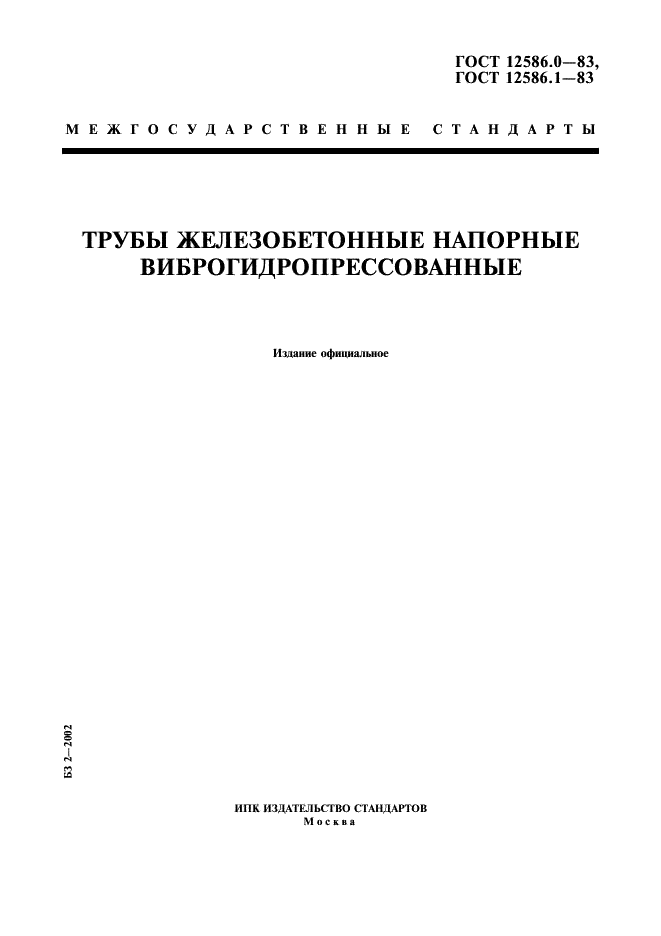 ГОСТ 12586.0—83,
ГОСТ 12586.1—83
МЕЖГОСУДАРСТВЕННЫЕ СТАНДАРТЫ
ТРУБЫ ЖЕЛЕЗОБЕТОННЫЕ НАПОРНЫЕ
ВИБРОГИДРОПРЕССОВАННЫЕ
Издание официальное
БЗ 2—2002
ИПК ИЗДАТЕЛЬСТВО СТАНДАРТОВ
Москва